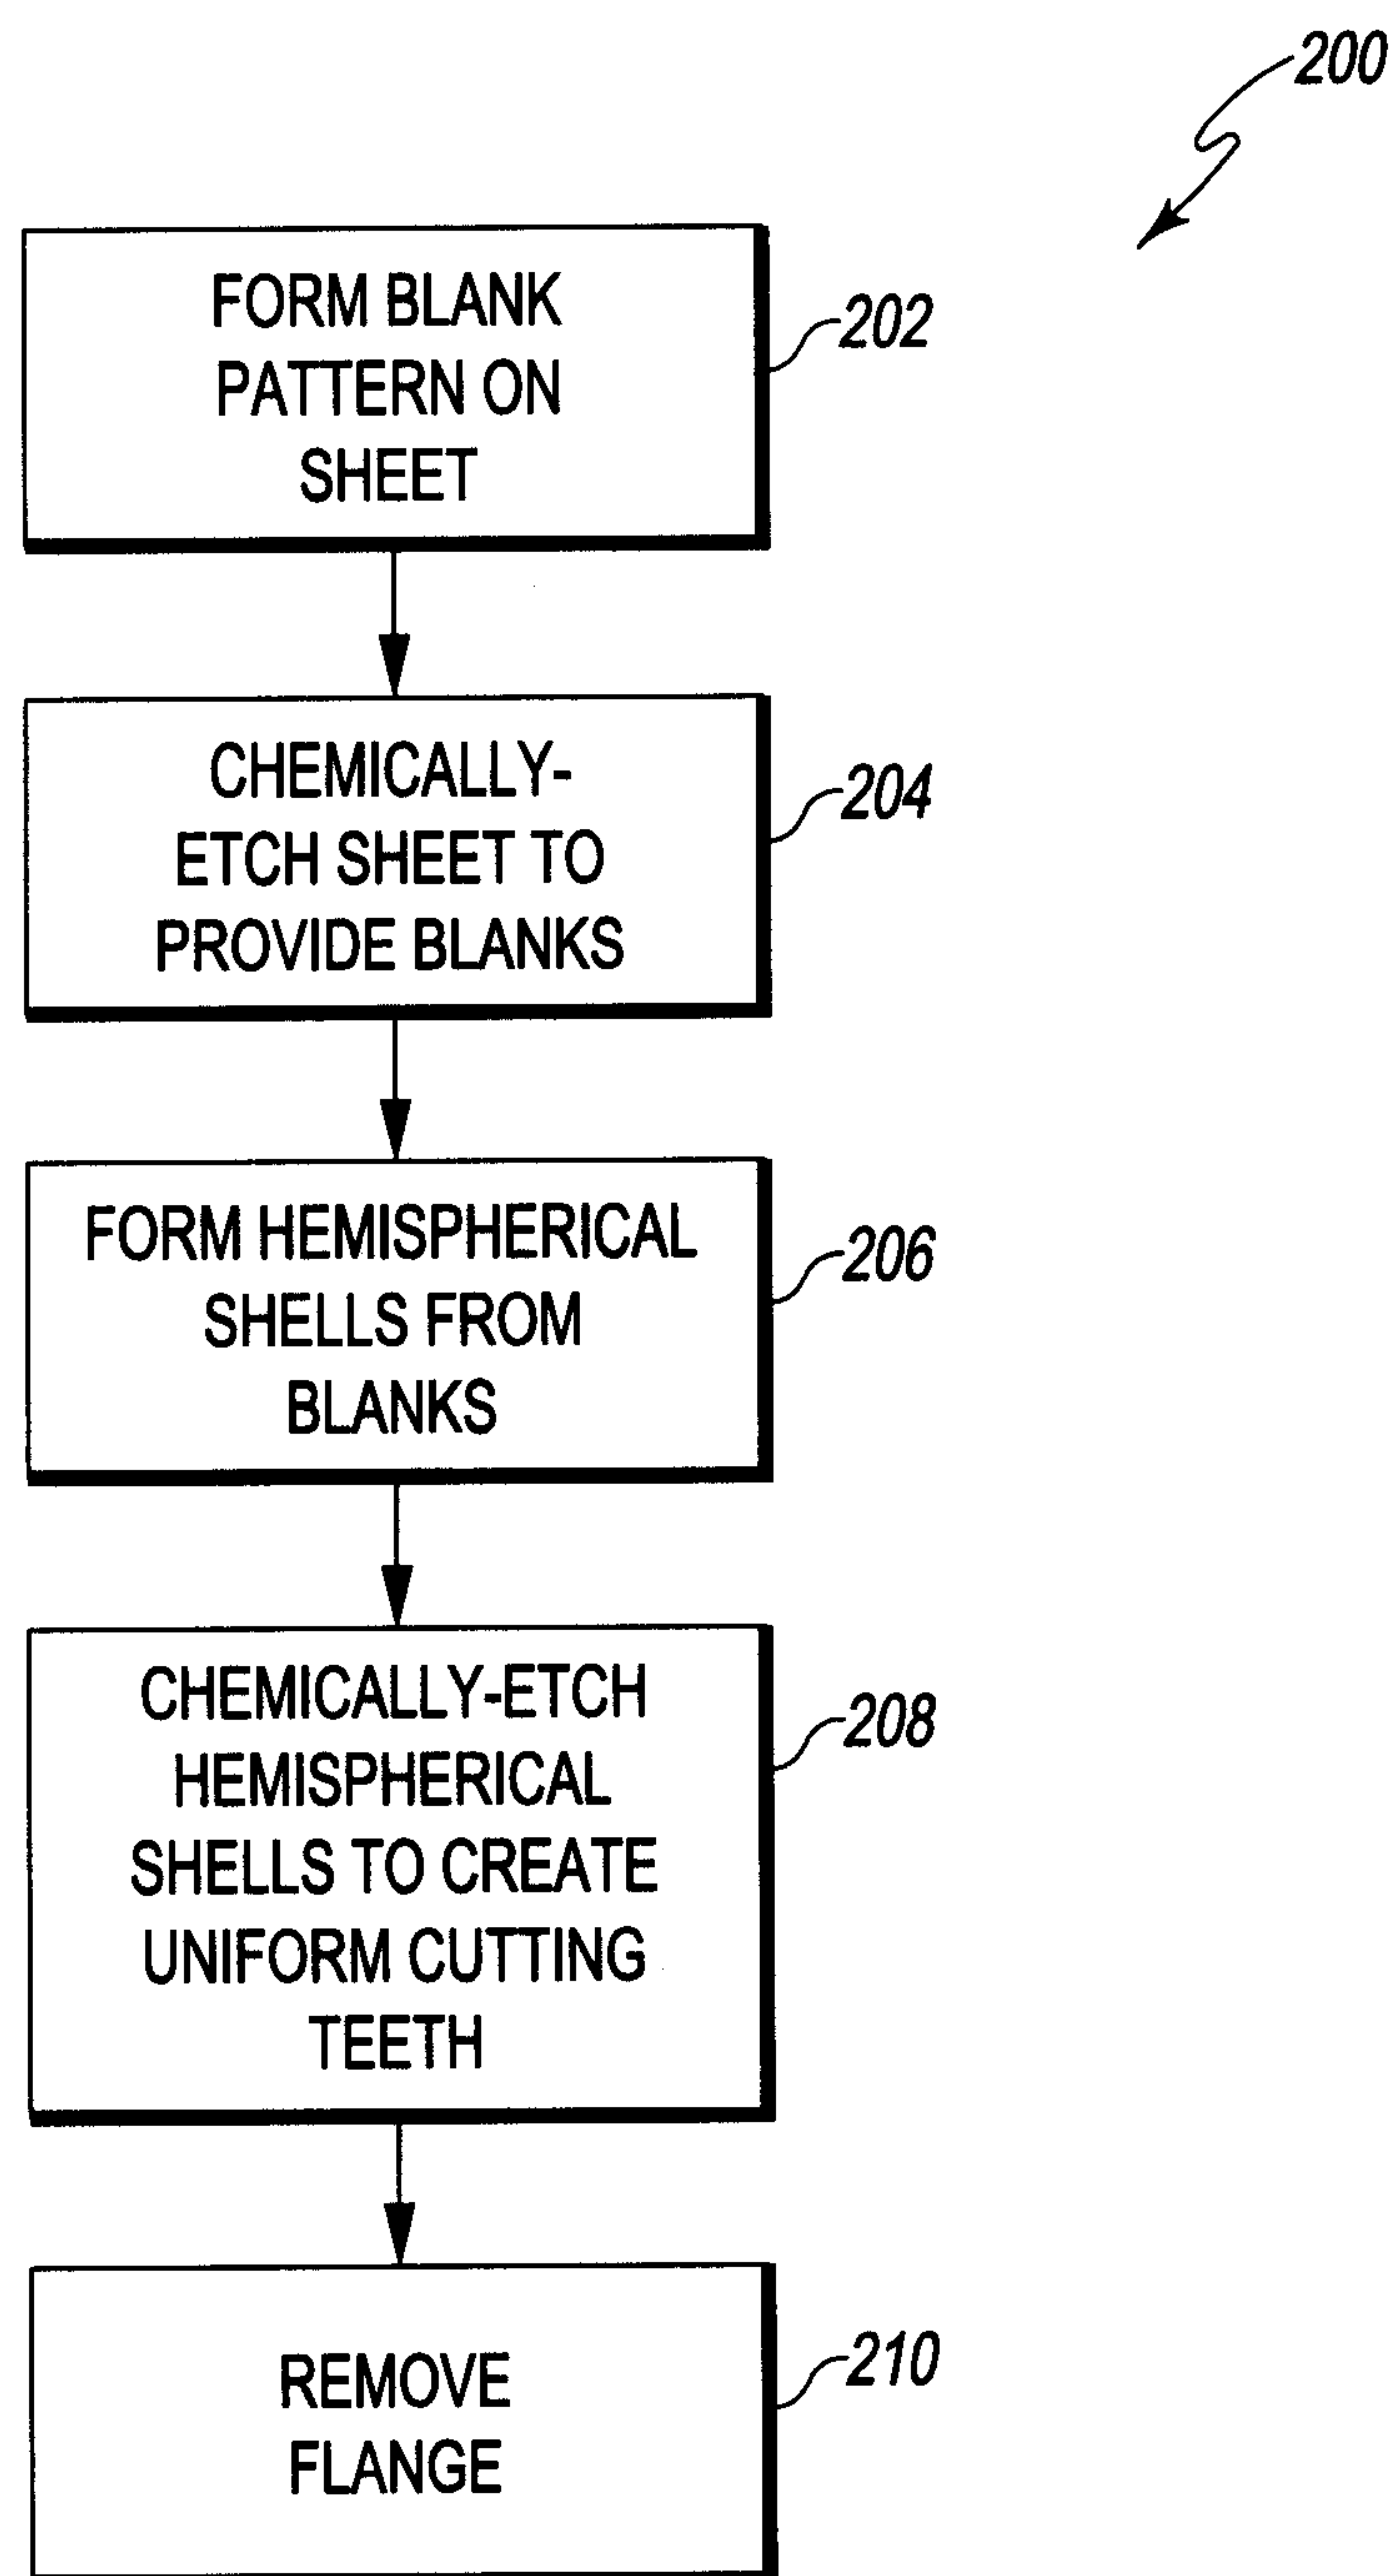 200
FORM BLANK
PATTERN ON
SHEET
202
CHEMICALLY-
ETCH SHEET TO
PROVIDE BLANKS
204
FORM HEMISPHERICAL
SHELLS FROM
BLANKS
206
CHEMICALLY-ETCH
HEMISPHERICAL
SHELLS TO CREATE
UNIFORM CUTTING
TEETH
208
REMOVE
FLANGE
210